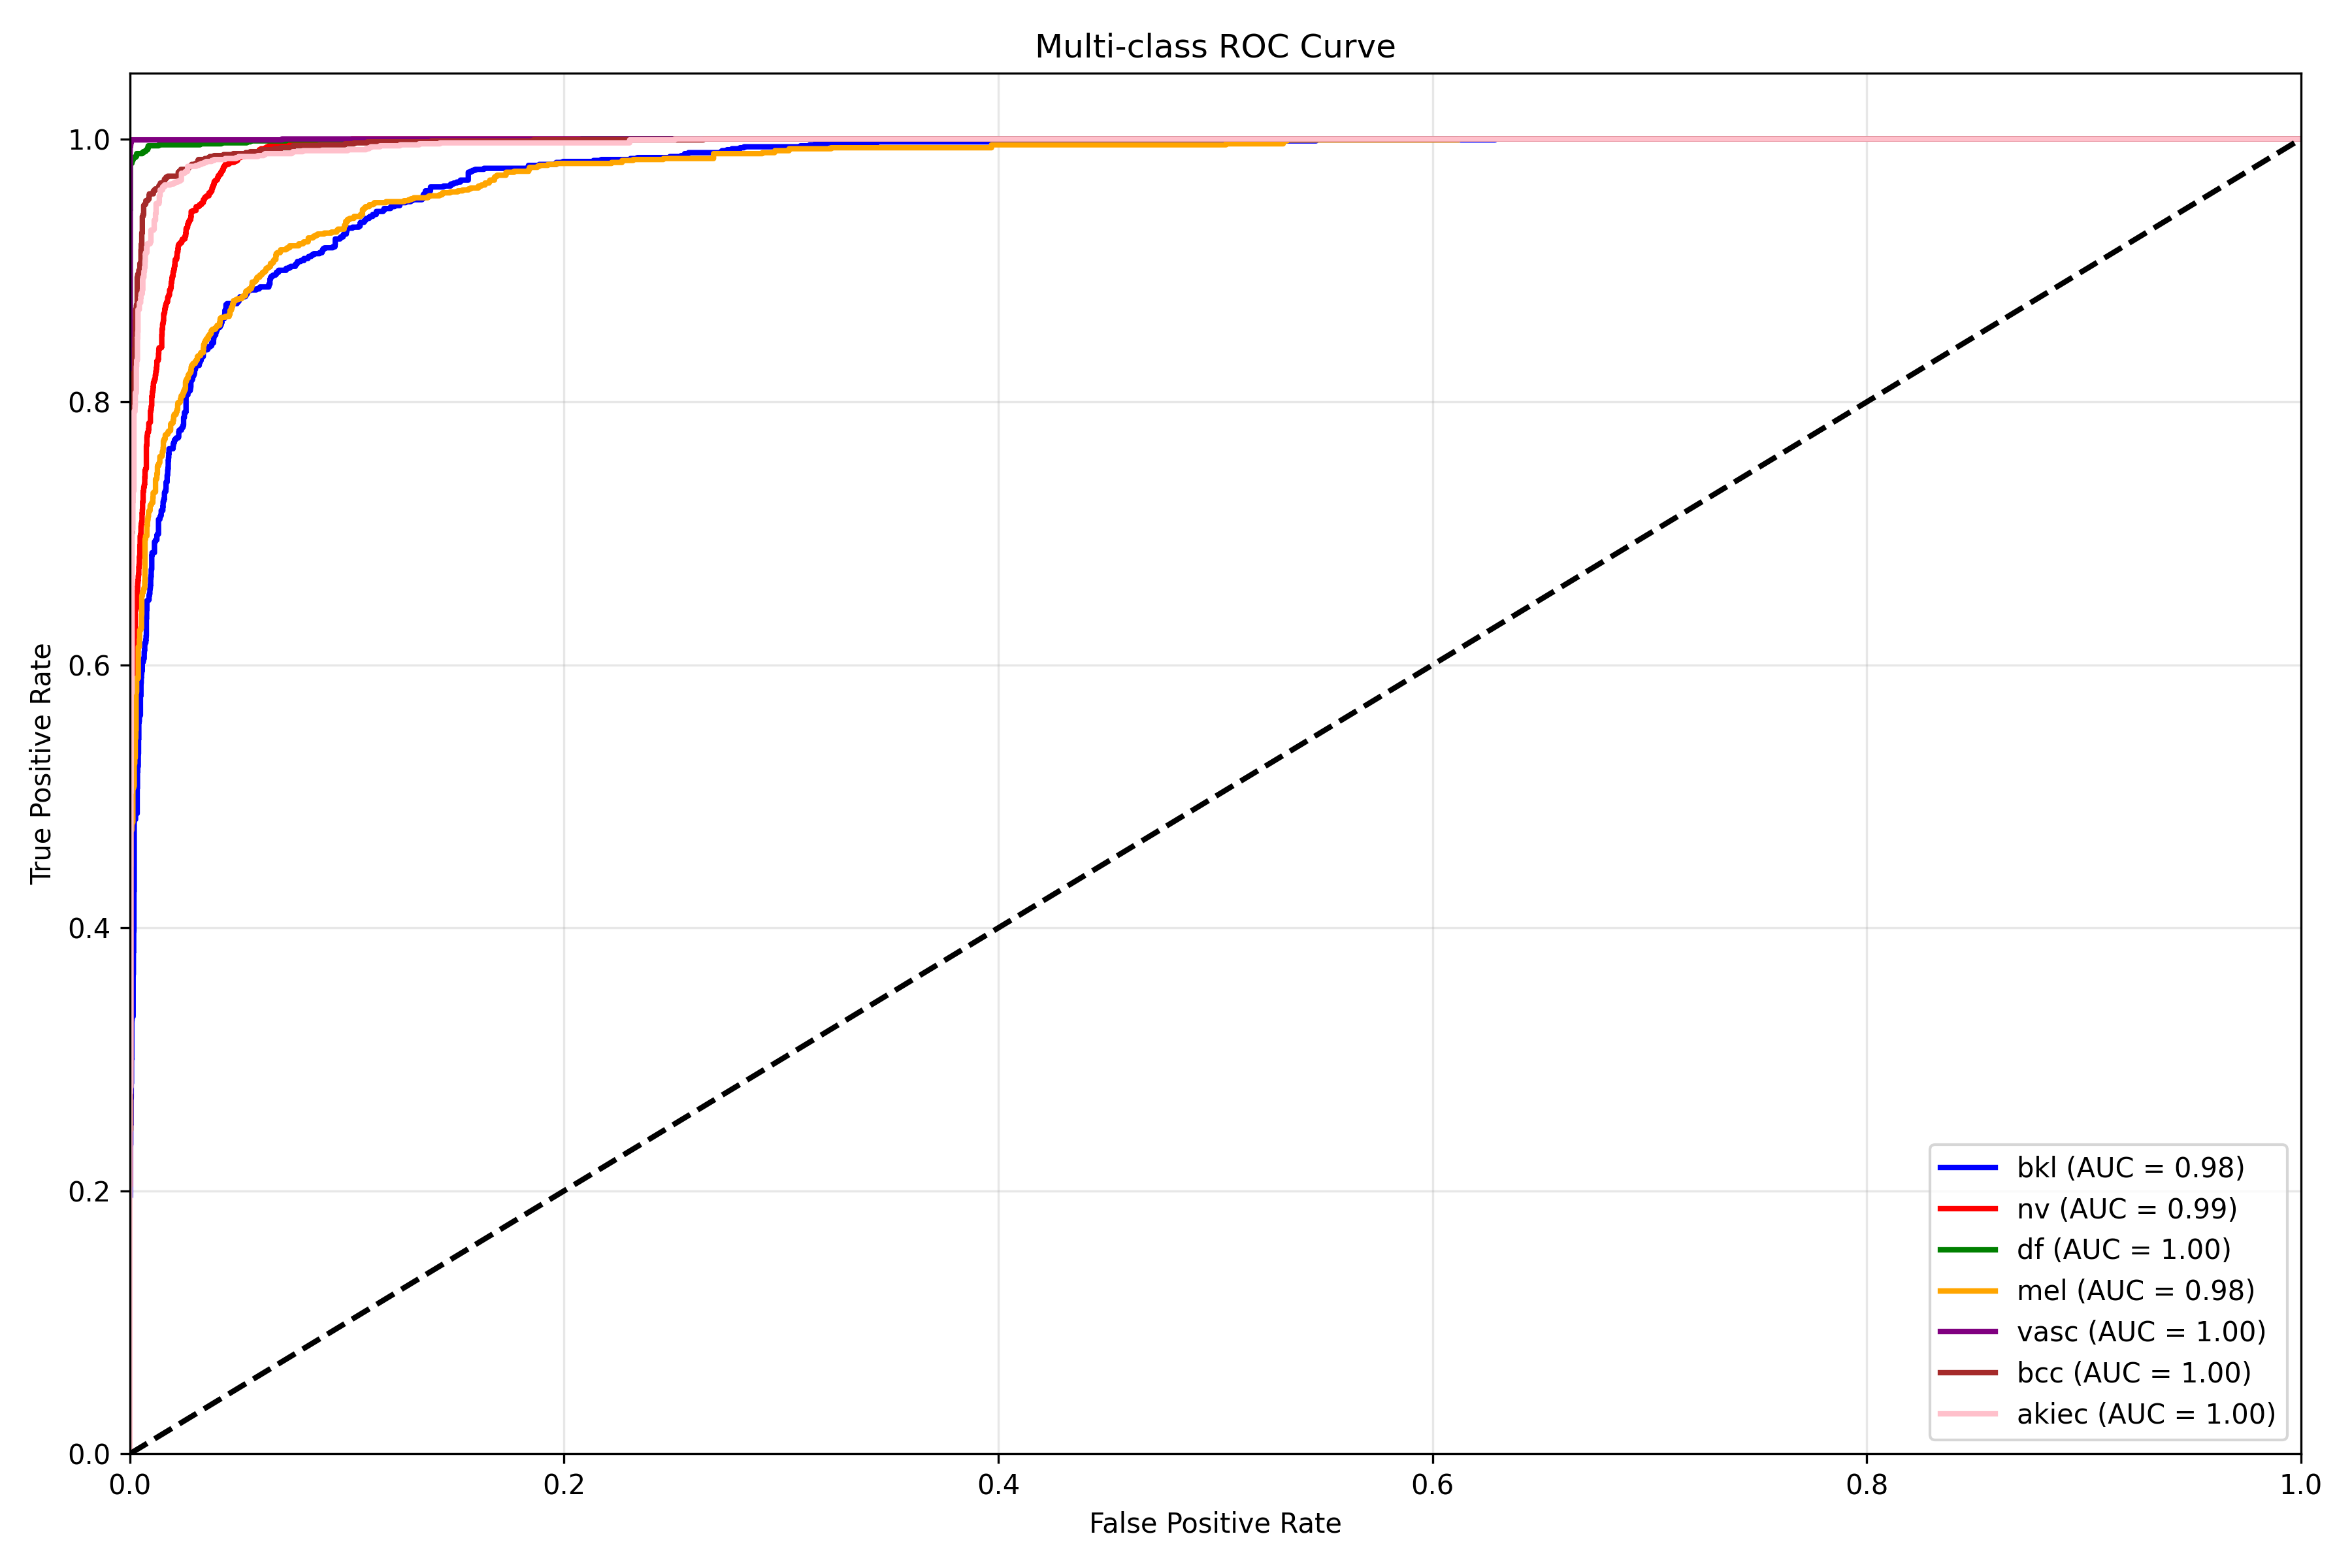 Multi-class ROC Curve
True Positive Rate
1.0
0.8
0.6
0.4
0.2
0.0
0.0 0.2 0.4 0.6 0.8 1.0
False Positive Rate
bkl (AUC = 0.98)
nv (AUC = 0.99)
df (AUC = 1.00)
mel (AUC = 0.98)
vasc (AUC = 1.00)
bcc (AUC = 1.00)
akiec (AUC = 1.00)